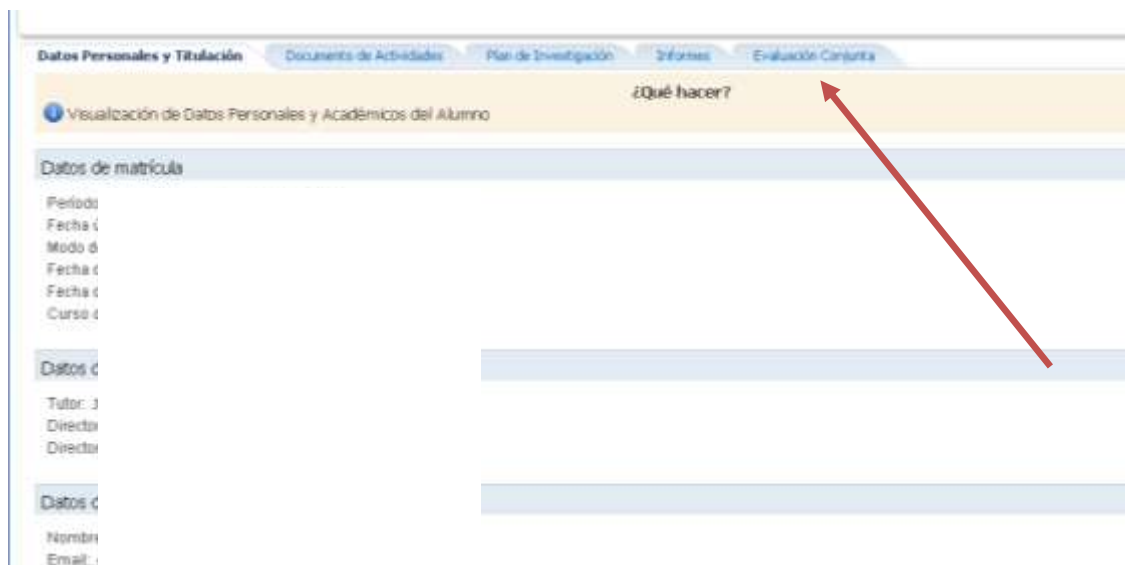 Datos Personales y Titulación Documento de Actividades Plan de Investigación Informes Evaluación Conjunta
¿Qué hacer?
Visualización de Datos Personales y Académicos del Alumno
Datos de matrícula
Periodo
Fecha ú
Modo d
Fecha d
Fecha d
Curso d
Datos d
Tutor: J
Director
Director
Datos d
Nombre
Email: